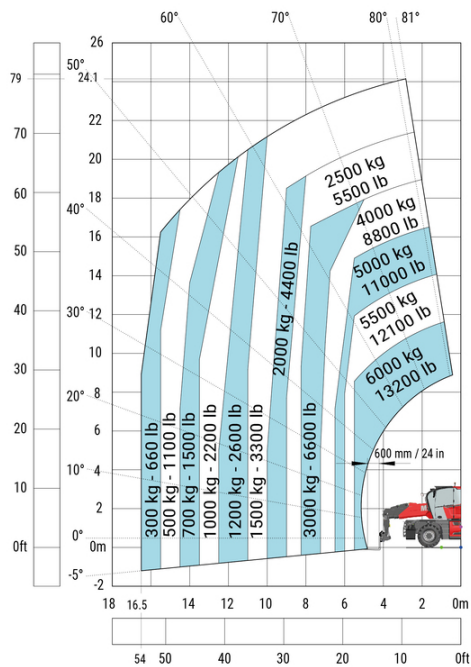 60°
70°
80°
81°
26
50°
79
24.1
70
22
20
2500 kg
5500 lb
60
18
4000 kg
8800 lb
40°
50
16
5000 kg
11000 lb
14
2000 kg - 4400 lb
40
30°
12
5500 kg
12100 lb
30
10
6000 kg
13200 lb
20°
8
20
6
600 mm / 24 in
10°
4
10
2
300 kg - 660 lb
500 kg - 1100 lb
700 kg - 1500 lb
1000 kg - 2200 lb
1200 kg - 2600 lb
1500 kg - 3300 lb
3000 kg - 6600 lb
0°
0ft
0m
-5°
-2
18 16.5 14 12 10 8 6 4 2 0m
54 50 40 30 20 10 0ft